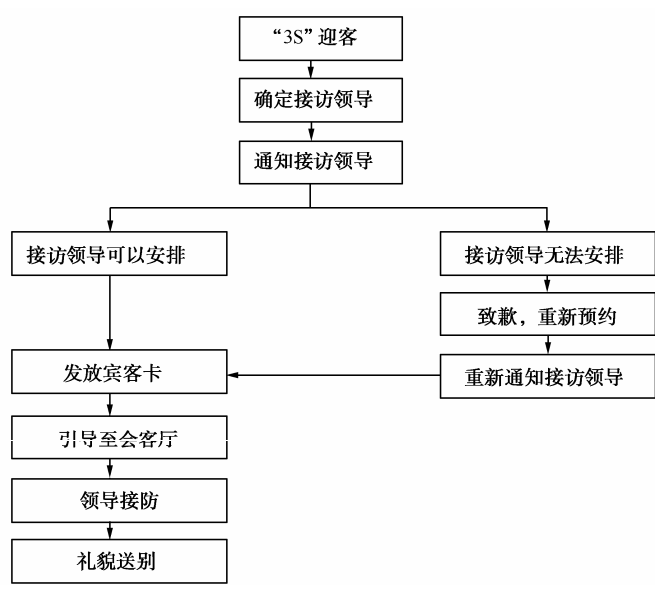 “3S”迎客
确定接访领导
通知接访领导
接访领导可以安排
接访领导无法安排
致歉，重新预约
发放宾客卡
重新通知接访领导
引导至会客厅
领导接防
礼貌送别